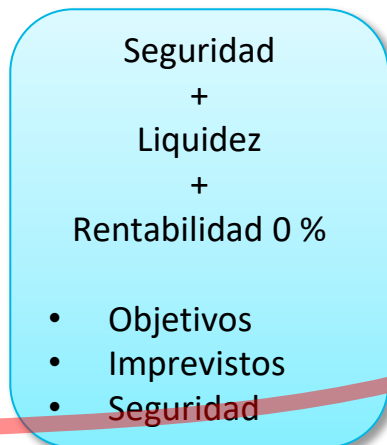 Seguridad
+
Liquidez
+
Rentabilidad 0 %
• Objetivos
• Imprevistos
• Seguridad